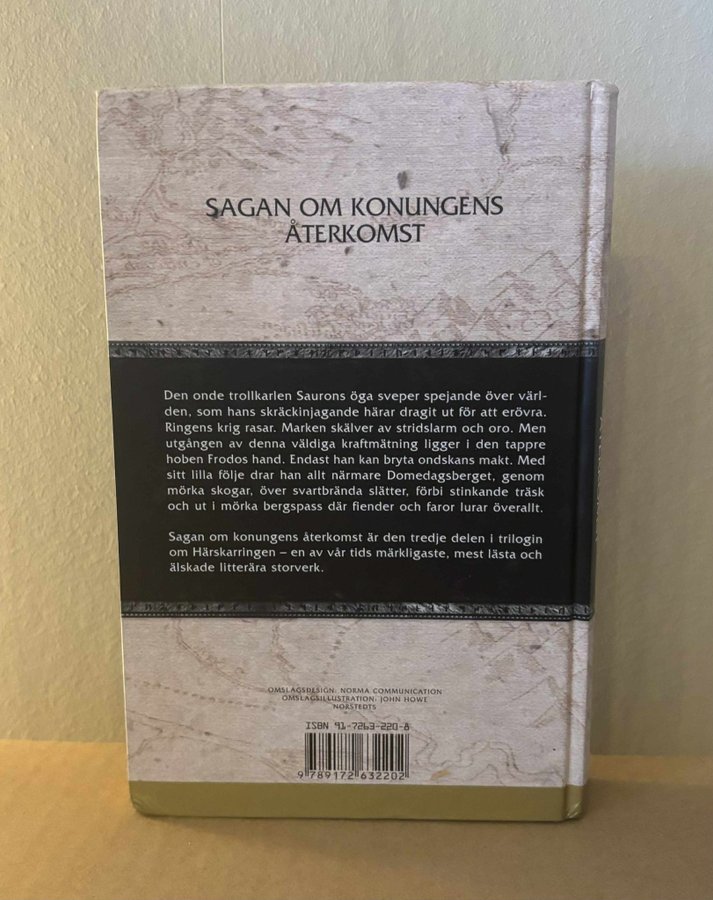 SAGAN OM KONUNGENS
ÅTERKOMST
Den onde trollkarlen Saurons öga sveper spejande över värl-
den, som hans skräckinjagande härar dragit ut för att erövra.
Ringens krig rasar. Marken skälver av stridslarm och oro. Men
utgången av denna väldiga kraftmätning ligger i den tappre
hoben Frodos hand. Endast han kan bryta ondskans makt. Med
sitt lilla följe drar han allt närmare Domedagsberget, genom
mörka skogar, över svartbrända slätter, förbi stinkande träsk
och ut i mörka bergspass där fiender och faror lurar överallt.
Sagan om konungens återkomst är den tredje delen i trilogin
om Härskarringen – en av vår tids märkligaste, mest lästa och
älskade litterära storverk.
OMSLAGSDESIGN: NORMA COMMUNICATION
OMSLAGSILLUSTRATION: JOHN HOWE
NORSTEDTS
ISBN 91-7263-220-8
9 789172 632202